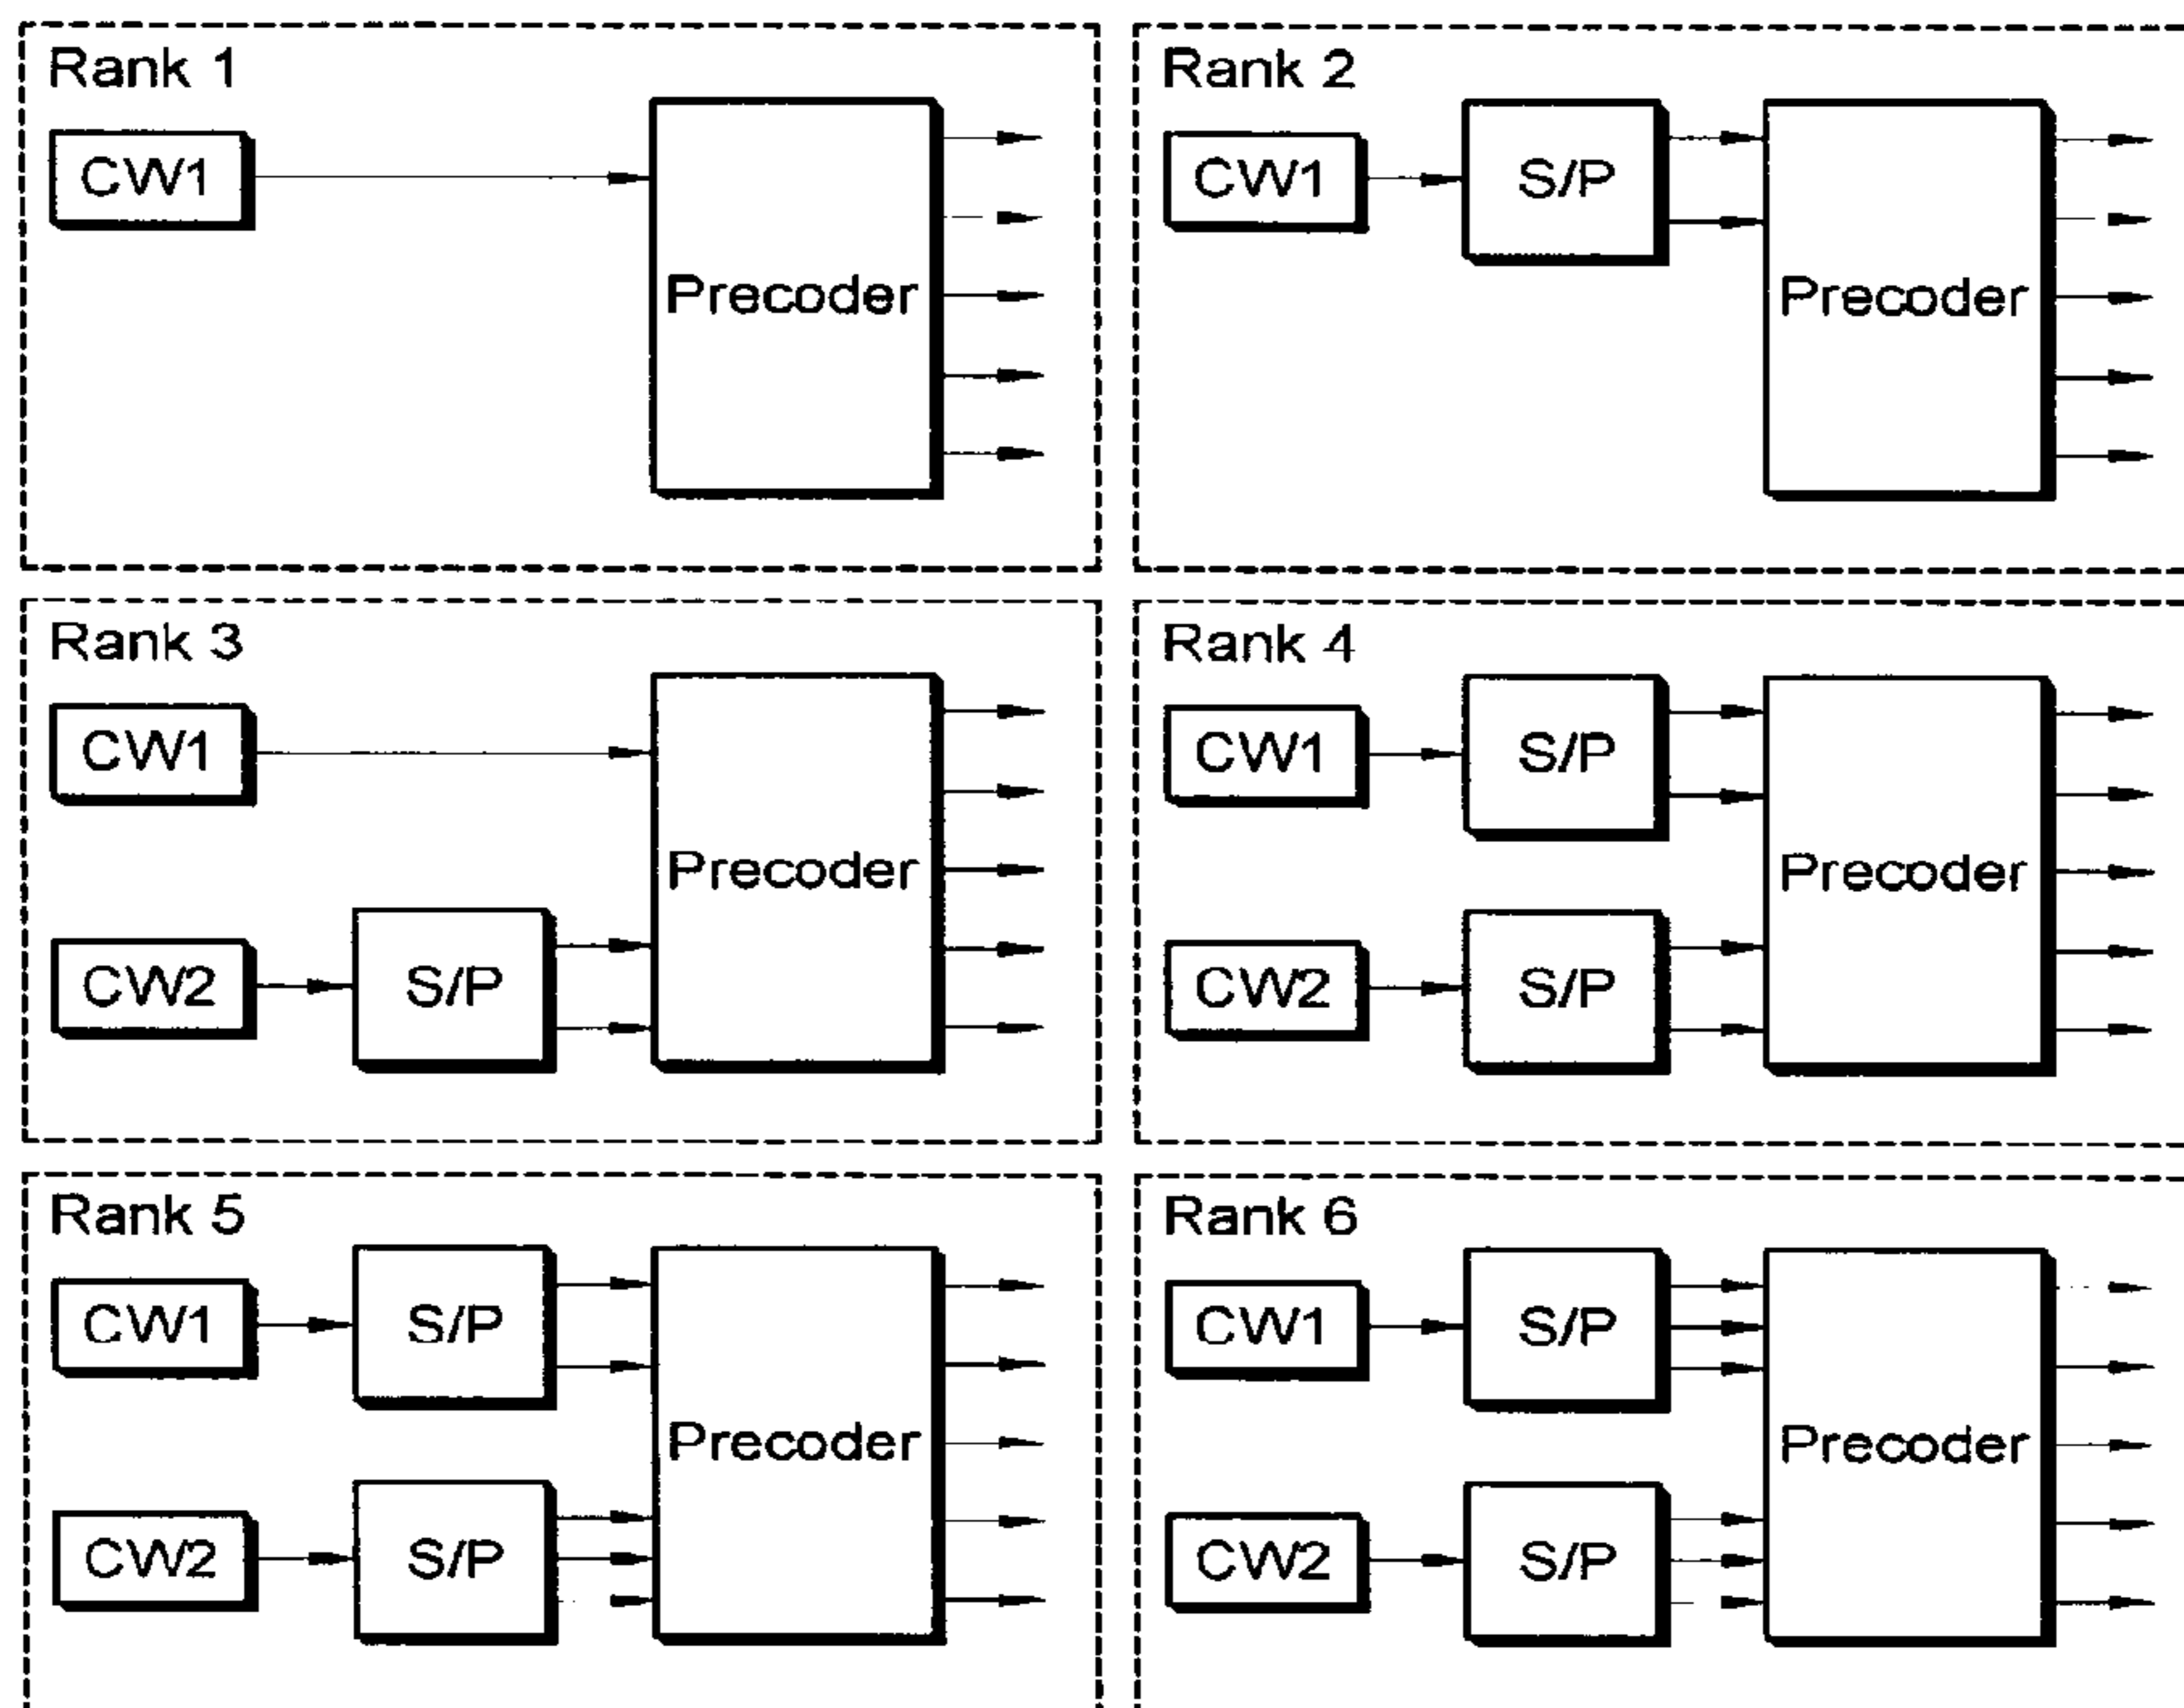 Rank 1
CW1
Precoder
Rank 2
CW1
S/P
Precoder
Rank 3
CW1
Precoder
CW2
S/P
Rank 4
CW1
S/P
Precoder
CW2
S/P
Rank 5
CW1
S/P
Precoder
CW2
S/P
Rank 6
CW1
S/P
Precoder
CW2
S/P